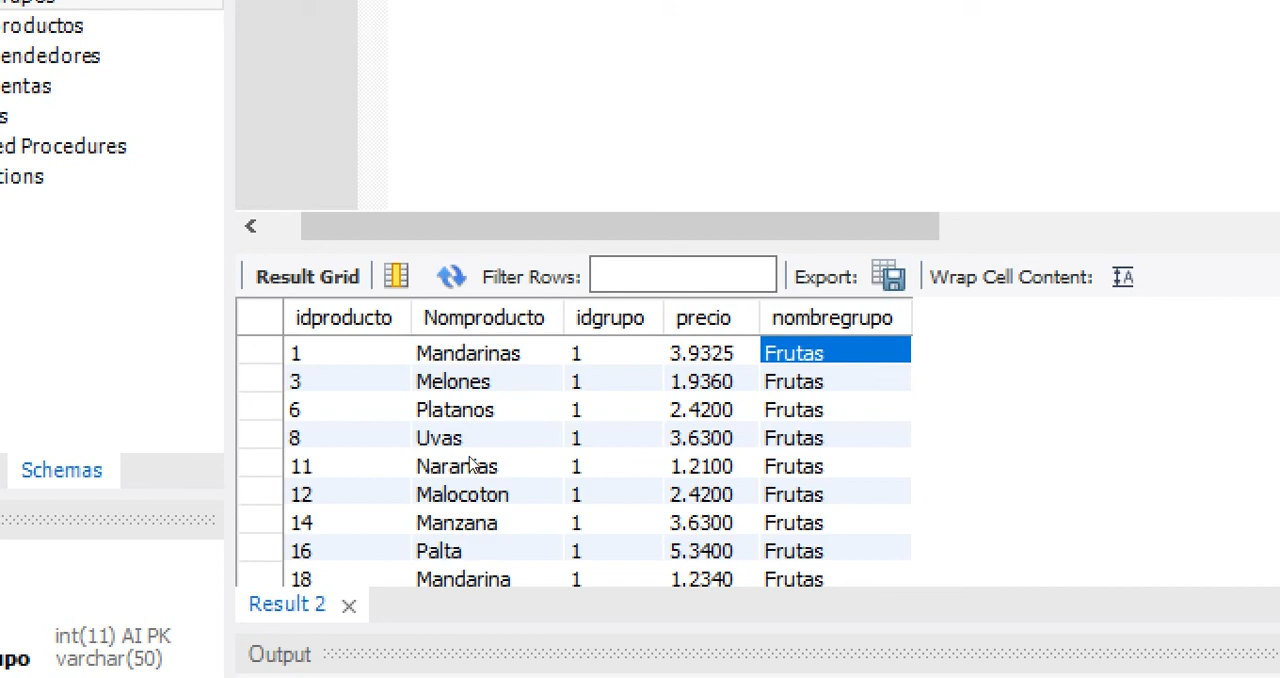 roductos
endedores
entas
s
ed Procedures
tions
Schemas
int(11) AI PK
upo varchar(50)
Result Grid Filter Rows: Export: Wrap Cell Content:
idproducto Nomproducto idgrupo precio nombregrupo
1 Mandarinas 1 3.9325 Frutas
3 Melones 1 1.9360 Frutas
6 Platanos 1 2.4200 Frutas
8 Uvas 1 3.6300 Frutas
11 Naranjas 1 1.2100 Frutas
12 Malocoton 1 2.4200 Frutas
14 Manzana 1 3.6300 Frutas
16 Palta 1 5.3400 Frutas
18 Mandarina 1 1.2340 Frutas
Result 2
Output